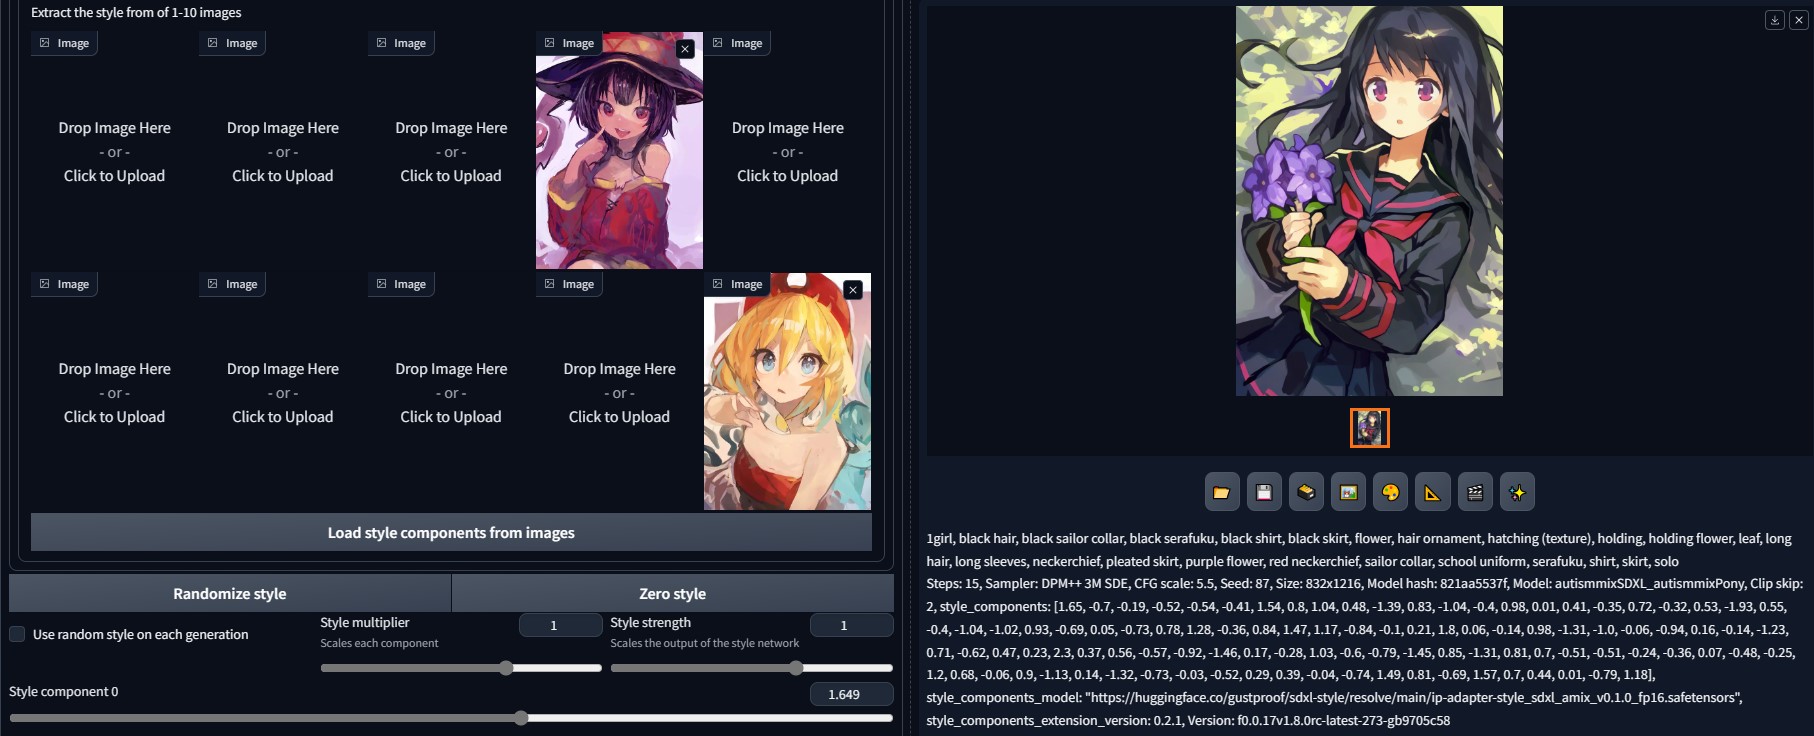 Extract the style from of 1-10 images
Image
Image
Image
Image
Image
Drop Image Here
- or -
Click to Upload
Drop Image Here
- or -
Click to Upload
Drop Image Here
- or -
Click to Upload
Drop Image Here
- or -
Click to Upload
Image
Image
Image
Image
Image
Drop Image Here
- or -
Click to Upload
Drop Image Here
- or -
Click to Upload
Drop Image Here
- or -
Click to Upload
Drop Image Here
- or -
Click to Upload
Load style components from images
Randomize style
Zero style
Use random style on each generation
Style multiplier
Scales each component
1
Style strength
Scales the output of the style network
1
Style component 0
1.649
1girl, black hair, black sailor collar, black serafuku, black shirt, black skirt, flower, hair ornament, hatching (texture), holding, holding flower, leaf, long
hair, long sleeves, neckerchief, pleated skirt, purple flower, red neckerchief, sailor collar, school uniform, serafuku, shirt, skirt, solo
Steps: 15, Sampler: DPM++ 3M SDE, CFG scale: 5.5, Seed: 87, Size: 832x1216, Model hash: 821aa5537f, Model: autismmixSDXL_autismmixPony, Clip skip:
2, style_components: [1.65, -0.7, -0.19, -0.52, -0.54, -0.41, 1.54, 0.8, 1.04, 0.48, -1.39, 0.83, -1.04, -0.4, 0.98, 0.01, 0.41, -0.35, 0.72, -0.32, 0.53, -1.93, 0.55,
-0.4, -1.04, -1.02, 0.93, -0.69, 0.05, -0.73, 0.78, 1.28, -0.36, 0.84, 1.47, 1.17, -0.84, -0.1, 0.21, 1.8, 0.06, -0.14, 0.98, -1.31, -1.0, -0.06, -0.94, 0.16, -0.14, -1.23,
0.71, -0.62, 0.47, 0.23, 2.3, 0.37, 0.56, -0.57, -0.92, -1.46, 0.17, -0.28, 1.03, -0.6, -0.79, -1.45, 0.85, -1.31, 0.81, 0.7, -0.51, -0.51, -0.24, -0.36, 0.07, -0.48, -0.25,
1.2, 0.68, -0.06, 0.9, -1.13, 0.14, -1.32, -0.73, -0.03, -0.52, 0.29, 0.39, -0.04, -0.74, 1.49, 0.81, -0.69, 1.57, 0.7, 0.44, 0.01, -0.79, 1.18],
style_components_model: "https://huggingface.co/gustproof/sdxl-style/resolve/main/ip-adapter-style_sdxl_amix_v0.1.0_fp16.safetensors",
style_components_extension_version: 0.2.1, Version: f0.0.17v1.8.0rc-latest-273-gb9705c58